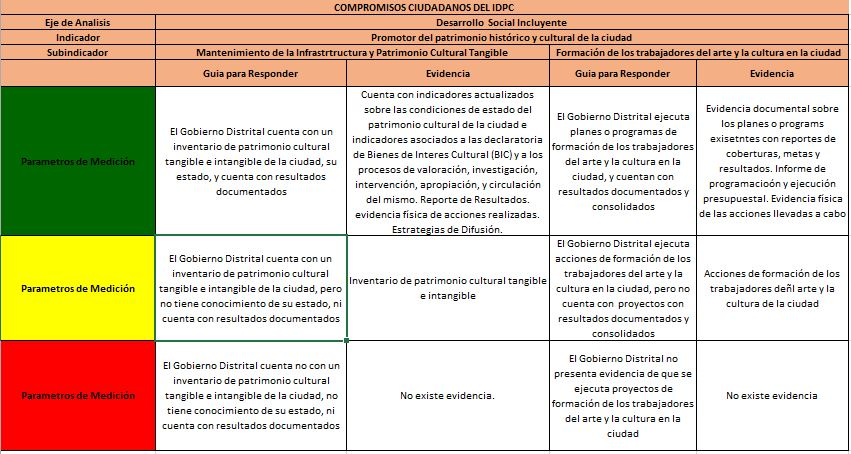 COMPROMISOS CIUDADANOS DEL IDPC
Eje de Analisis
Desarrollo Social Incluyente
Indicador
Promotor del patrimonio histórico y cultural de la ciudad
Subindicador
Mantenimiento de la Infrastrtructura y Patrimonio Cultural Tangible
Formación de los trabajadores del arte y la cultura en la ciudad
Guia para Responder
Evidencia
Guia para Responder
Evidencia
Parametros de Medición
El Gobierno Distrital cuenta con un
inventario de patrimonio cultural
tangible e intangible de la ciudad, su
estado, y cuenta con resultados
documentados
Cuenta con indicadores actualizados
sobre las condiciones de estado del
patrimonio cultural de la ciudad e
indicadores asociados a las declaratoria
de Bienes de Interes Cultural (BIC) y a los
procesos de valoración, investigación,
intervención, apropiación, y circulación
del mismo. Reporte de Resultados.
evidencia física de acciones realizadas.
Estrategias de Difusión.
El Gobierno Distrital ejecuta
planes o programas de
formación de los trabajadores
del arte y la cultura en la
ciudad, y cuentan con
resultados documentados y
consolidados
Evidencia documental sobre
los planes o programs
exisetntes con reportes de
coberturas, metas y
resultados. Informe de
programacioón y ejecución
presupuestal. Evidencia física
de las acciones llevadas a cabo
Parametros de Medición
El Gobierno Distrital cuenta con un
inventario de patrimonio cultural
tangible e intangible de la ciudad, pero
no tiene conocimiento de su estado, ni
cuenta con resultados documentados
Inventario de patrimonio cultural tangible
e intangible
El Gobierno Distrital ejecuta
acciones de formación de los
trabajadores del arte y la
cultura en la ciudad, pero no
cuenta con  proyectos con
resultados documentados y
consolidados
Acciones de formación de los
trabajadores deñl arte y la
cultura de la ciudad
Parametros de Medición
El Gobierno Distrital cuenta no con un
inventario de patrimonio cultural
tangible e intangible de la ciudad, no
tiene conocimiento de su estado, ni
cuenta con resultados documentados
No existe evidencia.
El Gobierno Distrital no
presenta evidencia de que se
ejecuta proyectos de
formación de los trabajadores
del arte y la cultura en la
ciudad
No existe evidencia